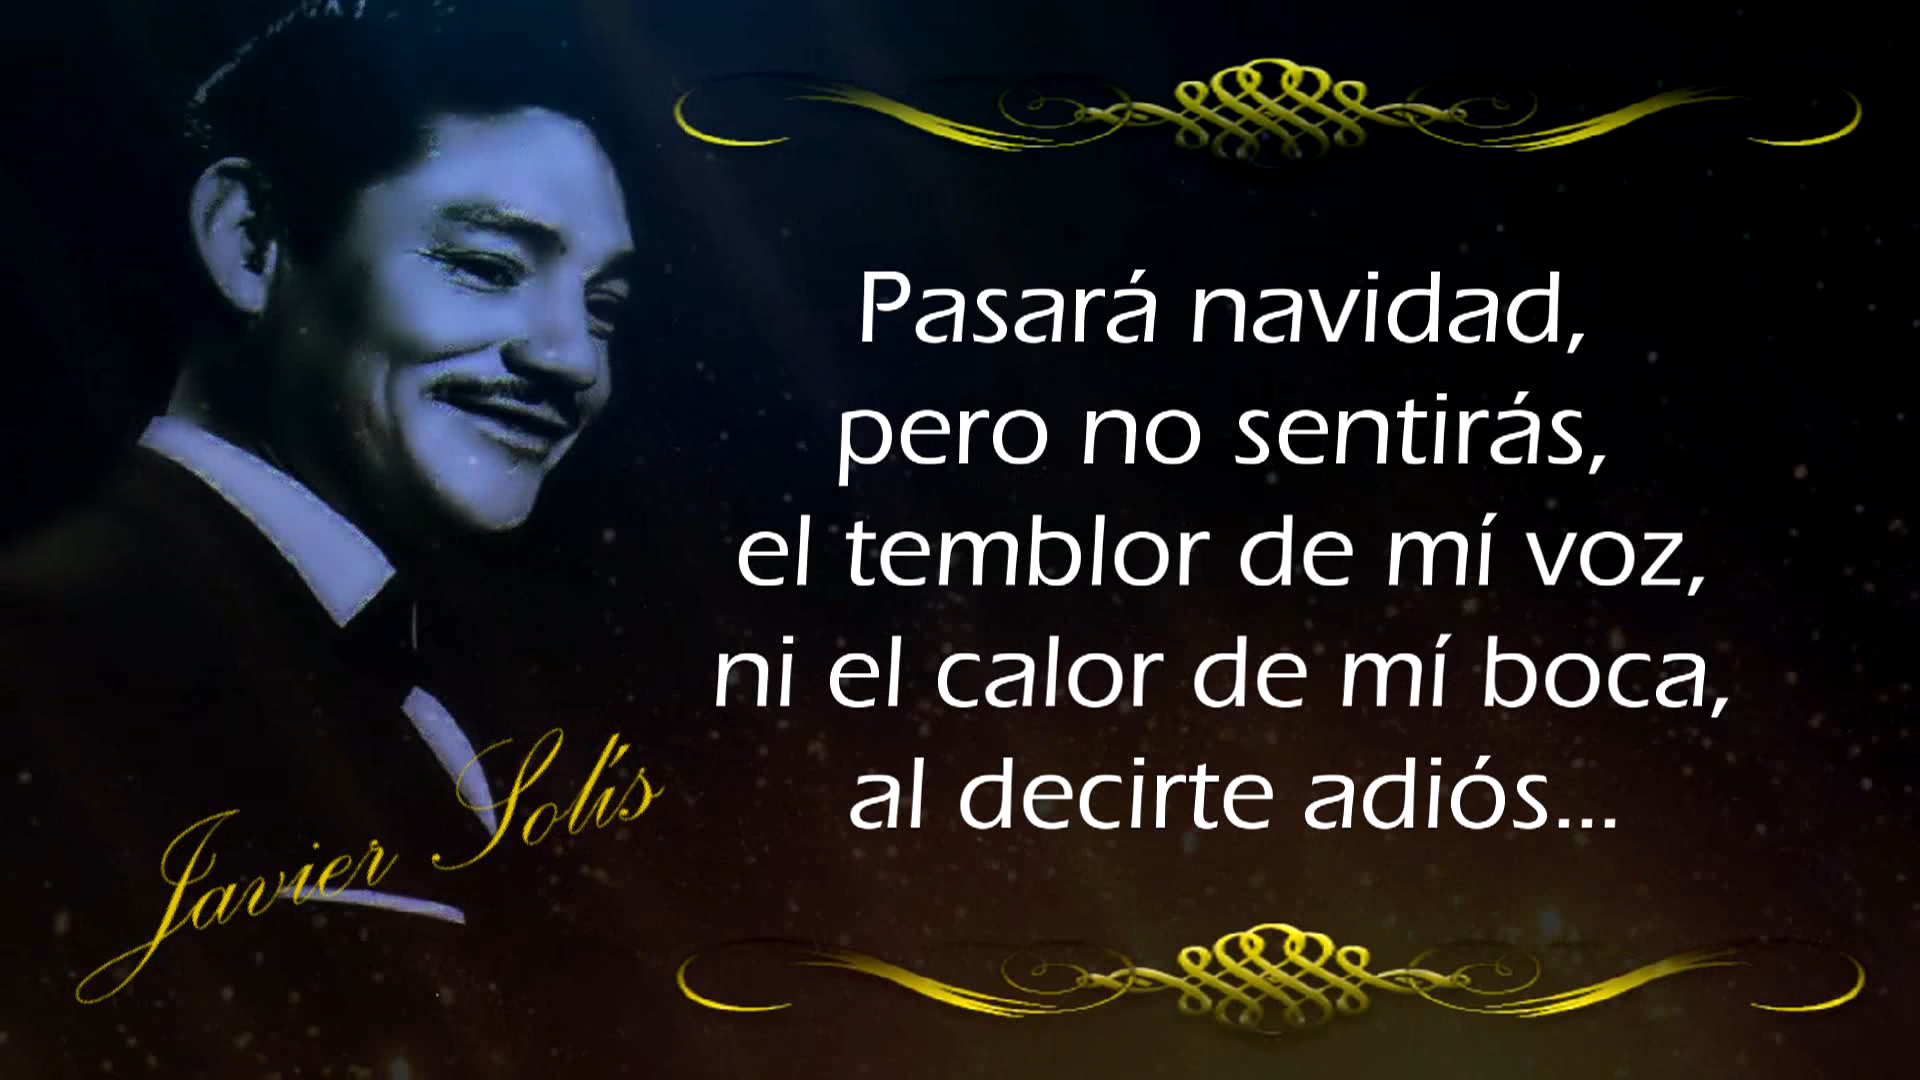 Pasará navidad,
pero no sentirás,
el temblor de mí voz,
ni el calor de mí boca,
al decirte adiós...
Javier Solís